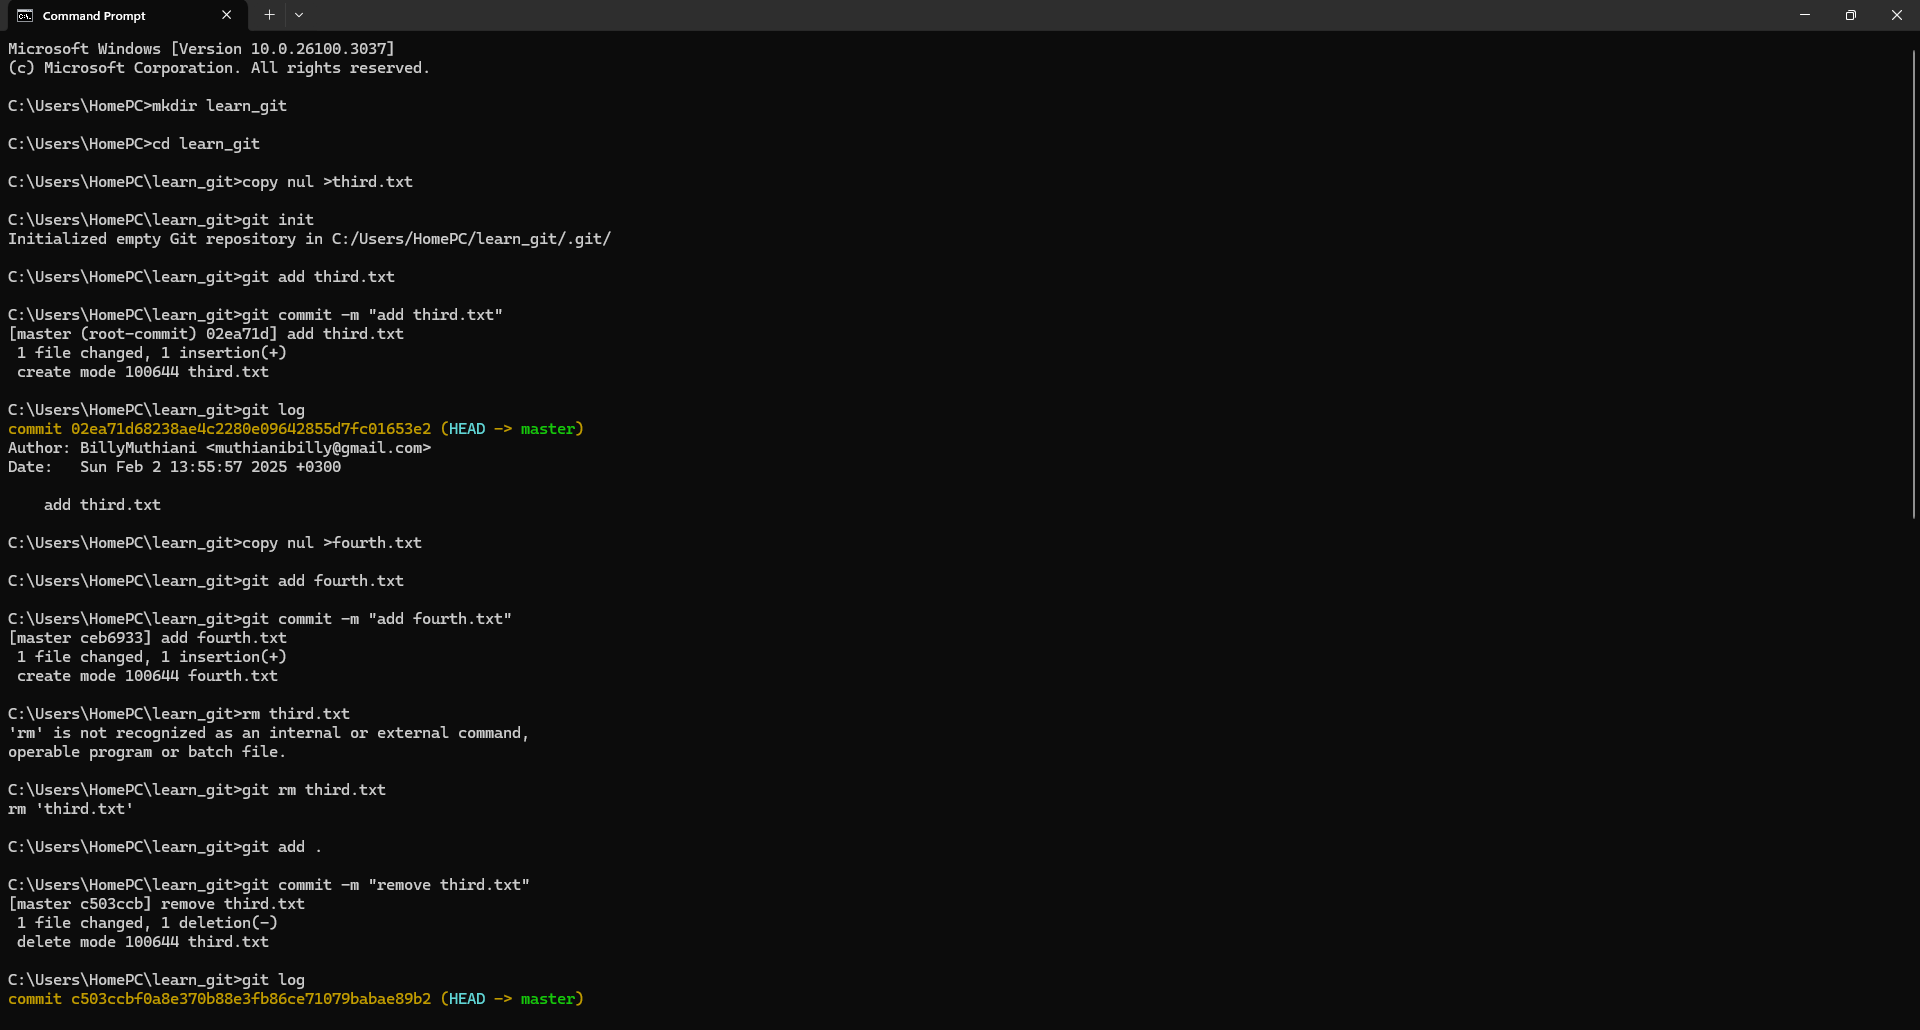 Command Prompt
Microsoft Windows [Version 10.0.26100.3037]
(c) Microsoft Corporation. All rights reserved.
C:\Users\HomePC>mkdir learn_git
C:\Users\HomePC>cd learn_git
C:\Users\HomePC\learn_git>copy nul >third.txt
C:\Users\HomePC\learn_git>git init
Initialized empty Git repository in C:/Users/HomePC/learn_git/.git/
C:\Users\HomePC\learn_git>git add third.txt
C:\Users\HomePC\learn_git>git commit -m "add third.txt"
[master (root-commit) 02ea71d] add third.txt
 1 file changed, 1 insertion(+)
 create mode 100644 third.txt
C:\Users\HomePC\learn_git>git log
commit 02ea71d68238ae4c2280e09642855d7fc01653e2 (HEAD -> master)
Author: BillyMuthiani <muthianibilly@gmail.com>
Date:   Sun Feb 2 13:55:57 2025 +0300
    add third.txt
C:\Users\HomePC\learn_git>copy nul >fourth.txt
C:\Users\HomePC\learn_git>git add fourth.txt
C:\Users\HomePC\learn_git>git commit -m "add fourth.txt"
[master ceb6933] add fourth.txt
 1 file changed, 1 insertion(+)
 create mode 100644 fourth.txt
C:\Users\HomePC\learn_git>rm third.txt
'rm' is not recognized as an internal or external command,
operable program or batch file.
C:\Users\HomePC\learn_git>git rm third.txt
rm 'third.txt'
C:\Users\HomePC\learn_git>git add .
C:\Users\HomePC\learn_git>git commit -m "remove third.txt"
[master c503ccb] remove third.txt
 1 file changed, 1 deletion(-)
 delete mode 100644 third.txt
C:\Users\HomePC\learn_git>git log
commit c503ccbf0a8e370b88e3fb86ce71079babae89b2 (HEAD -> master)